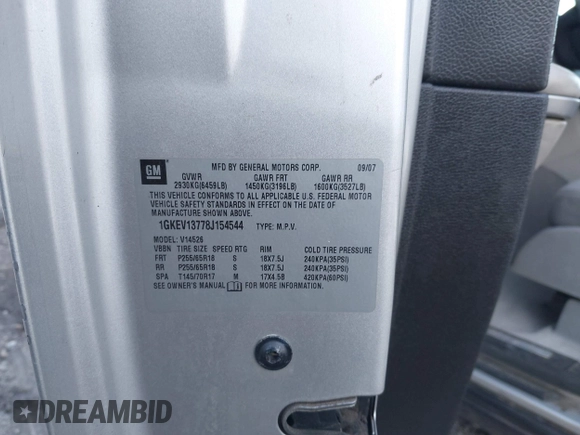 GM
MFD BY GENERAL MOTORS CORP. 09/07
GVWR GAWR FRT GAWR RR
2930KG(6459LB) 1450KG(3196LB) 1600KG(3527LB)
THIS VEHICLE CONFORMS TO ALL APPLICABLE U.S. FEDERAL MOTOR
VEHICLE SAFETY STANDARDS IN EFFECT ON THE DATE OF
MANUFACTURE SHOWN ABOVE.
1GKEV13778J154544 TYPE: M.P.V.
MODEL: V14526
VBBN TIRE SIZE SPEED RTG RIM COLD TIRE PRESSURE
FRT P255/65R18 S 18X7.5J 240KPA(35PSI)
RR P255/65R18 S 18X7.5J 240KPA(35PSI)
SPA T145/70R17 M 17X4.5B 420KPA(60PSI)
SEE OWNER'S MANUAL FOR MORE INFORMATION.
DREAMBID